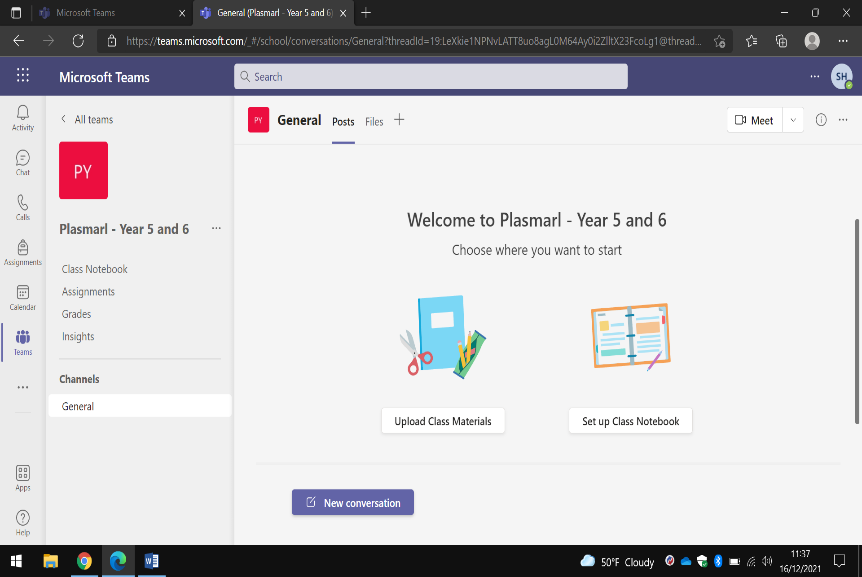 Microsoft Teams
General (Plasmarl - Year 5 and 6)
https://teams.microsoft.com/_#/school/conversations/General?threadId=19:LeXkie1NPNvLATT8uo8agL0M64Ay0i2ZlltX23FcoLg1@thread...
Microsoft Teams
Search
SH
Activity
Chat
Calls
Assignments
Calendar
Teams
Apps
Help
All teams
PY
Plasmarl - Year 5 and 6
Class Notebook
Assignments
Grades
Insights
Channels
General
PY
General
Posts
Files
Meet
Welcome to Plasmarl - Year 5 and 6
Choose where you want to start
Upload Class Materials
Set up Class Notebook
New conversation
50°F Cloudy
11:37
16/12/2021